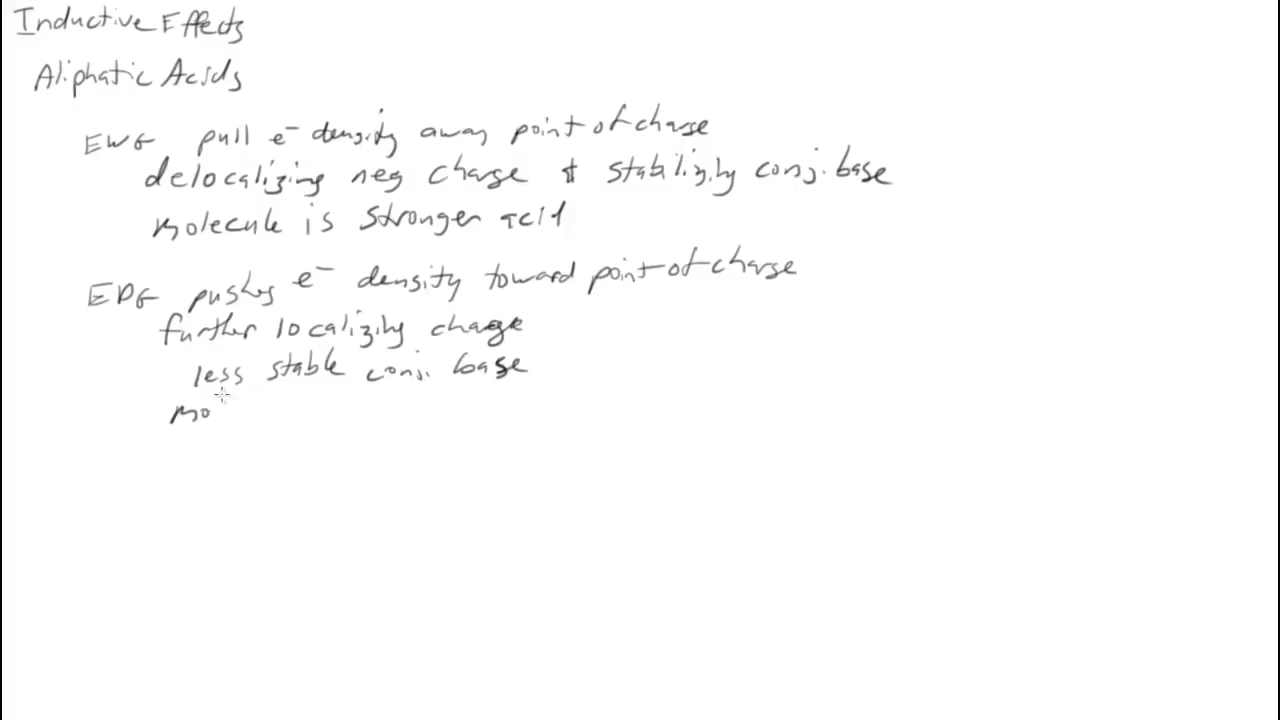 Inductive Effects
Aliphatic Acids
EWG pull e⁻ density away point of charge
delocalizing neg charge & stabilizing conj. base
molecule is stronger acid
EDG pushes e⁻ density toward point of charge
further localizing charge
less stable conj. base
mo